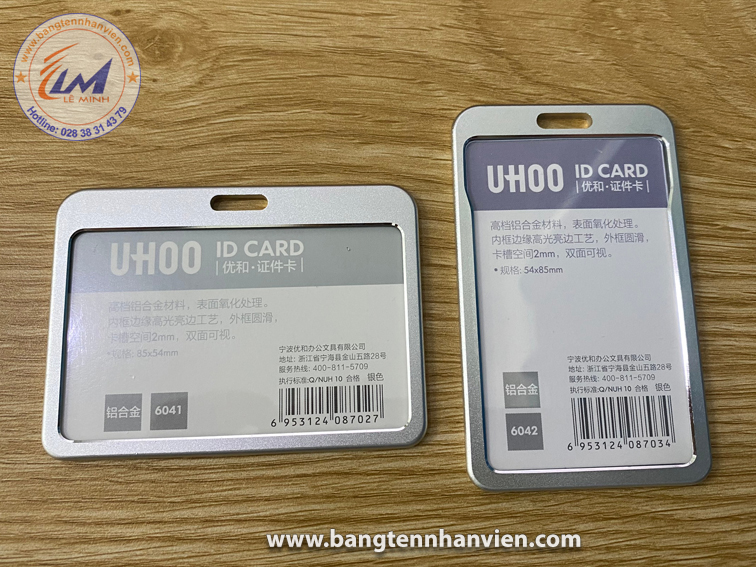 www.bangtennhanvien.com
LM
LÊ MINH
Hotline: 028 38 31 43 79
UHOO ID CARD
优和·证件卡
高档铝合金材料，表面氧化处理。
内框边缘高光亮边工艺，外框圆滑，
卡槽空间2mm，双面可视。
•规格: 85x54mm
宁波优和办公文具有限公司
地址: 浙江省宁海县金山五路28号
服务热线: 400-811-5709
执行标准:Q/NUH 10 合格 银色
铝合金 6041
6 953124 087027
UHOO ID CARD
优和·证件卡
高档铝合金材料，表面氧化处理。
内框边缘高光亮边工艺，外框圆滑，
卡槽空间2mm，双面可视。
•规格: 54x85mm
宁波优和办公文具有限公司
地址: 浙江省宁海县金山五路28号
服务热线: 400-811-5709
执行标准:Q/NUH 10 合格 银色
铝合金
6042
6 953124 087034
www.bangtennhanvien.com